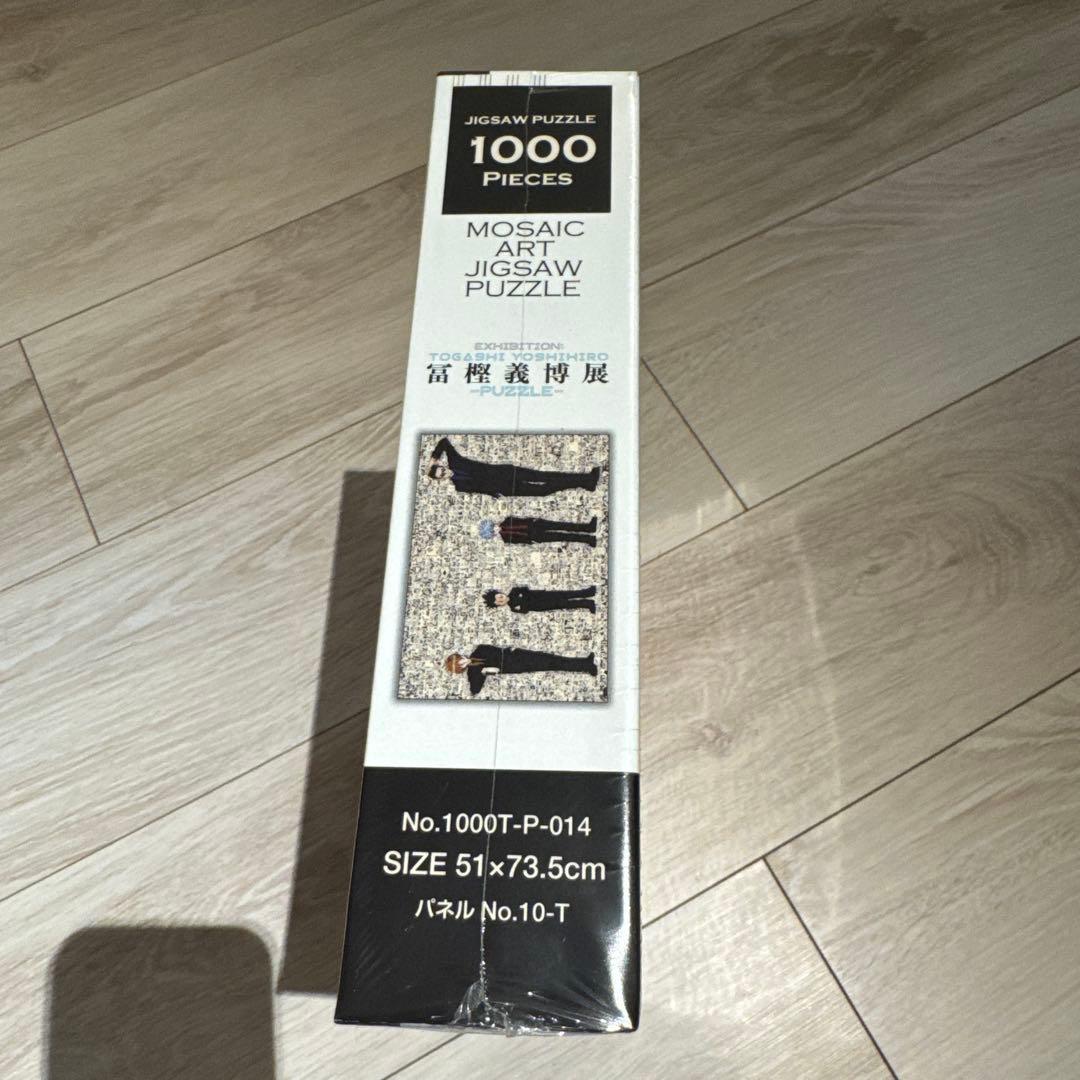 JIGSAW PUZZLE
1000
PIECES
MOSAIC
ART
JIGSAW
PUZZLE
EXHIBITION:
TOGASHI YOSHIHIRO
冨樫義博展
-PUZZLE-
No.1000T-P-014
SIZE 51×73.5cm
パネル No.10-T